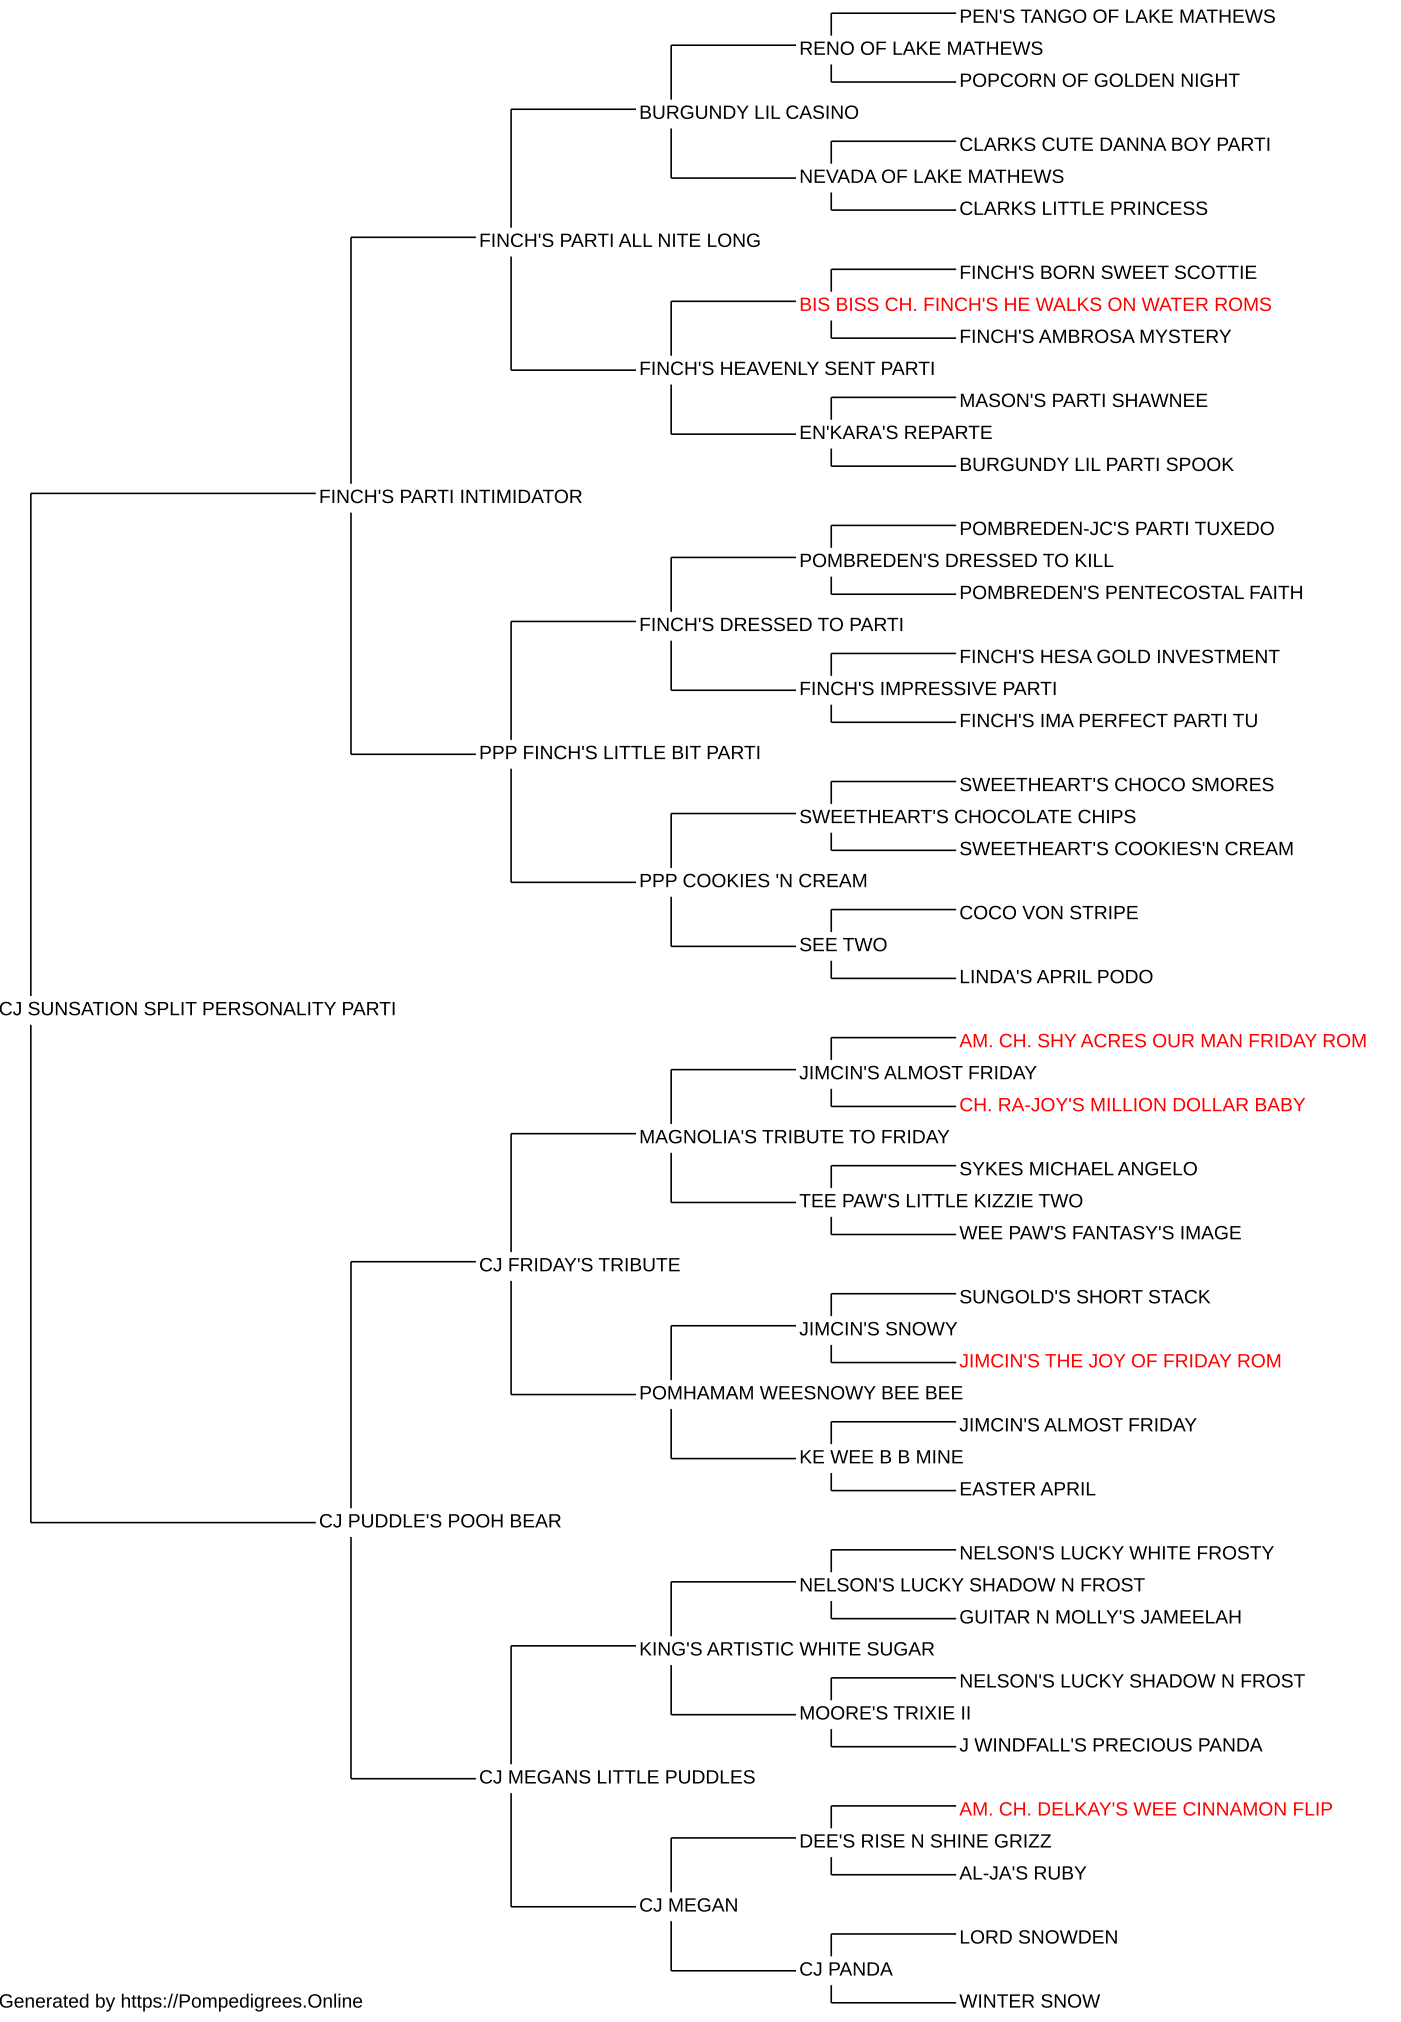 PEN'S TANGO OF LAKE MATHEWS
RENO OF LAKE MATHEWS
POPCORN OF GOLDEN NIGHT
BURGUNDY LIL CASINO
CLARKS CUTE DANNA BOY PARTI
NEVADA OF LAKE MATHEWS
CLARKS LITTLE PRINCESS
FINCH'S PARTI ALL NITE LONG
FINCH'S BORN SWEET SCOTTIE
BIS BISS CH. FINCH'S HE WALKS ON WATER ROMS
FINCH'S AMBROSA MYSTERY
FINCH'S HEAVENLY SENT PARTI
MASON'S PARTI SHAWNEE
EN'KARA'S REPARTE
BURGUNDY LIL PARTI SPOOK
FINCH'S PARTI INTIMIDATOR
POMBREDEN-JC'S PARTI TUXEDO
POMBREDEN'S DRESSED TO KILL
POMBREDEN'S PENTECOSTAL FAITH
FINCH'S DRESSED TO PARTI
FINCH'S HESA GOLD INVESTMENT
FINCH'S IMPRESSIVE PARTI
FINCH'S IMA PERFECT PARTI TU
PPP FINCH'S LITTLE BIT PARTI
SWEETHEART'S CHOCO SMORES
SWEETHEART'S CHOCOLATE CHIPS
SWEETHEART'S COOKIES'N CREAM
PPP COOKIES 'N CREAM
COCO VON STRIPE
SEE TWO
LINDA'S APRIL PODO
CJ SUNSATION SPLIT PERSONALITY PARTI
AM. CH. SHY ACRES OUR MAN FRIDAY ROM
JIMCIN'S ALMOST FRIDAY
CH. RA-JOY'S MILLION DOLLAR BABY
MAGNOLIA'S TRIBUTE TO FRIDAY
SYKES MICHAEL ANGELO
TEE PAW'S LITTLE KIZZIE TWO
WEE PAW'S FANTASY'S IMAGE
CJ FRIDAY'S TRIBUTE
SUNGOLD'S SHORT STACK
JIMCIN'S SNOWY
JIMCIN'S THE JOY OF FRIDAY ROM
POMHAMAM WEESNOWY BEE BEE
JIMCIN'S ALMOST FRIDAY
KE WEE B B MINE
EASTER APRIL
CJ PUDDLE'S POOH BEAR
NELSON'S LUCKY WHITE FROSTY
NELSON'S LUCKY SHADOW N FROST
GUITAR N MOLLY'S JAMEELAH
KING'S ARTISTIC WHITE SUGAR
NELSON'S LUCKY SHADOW N FROST
MOORE'S TRIXIE II
J WINDFALL'S PRECIOUS PANDA
CJ MEGANS LITTLE PUDDLES
AM. CH. DELKAY'S WEE CINNAMON FLIP
DEE'S RISE N SHINE GRIZZ
AL-JA'S RUBY
CJ MEGAN
LORD SNOWDEN
CJ PANDA
WINTER SNOW
Generated by https://Pompedigrees.Online